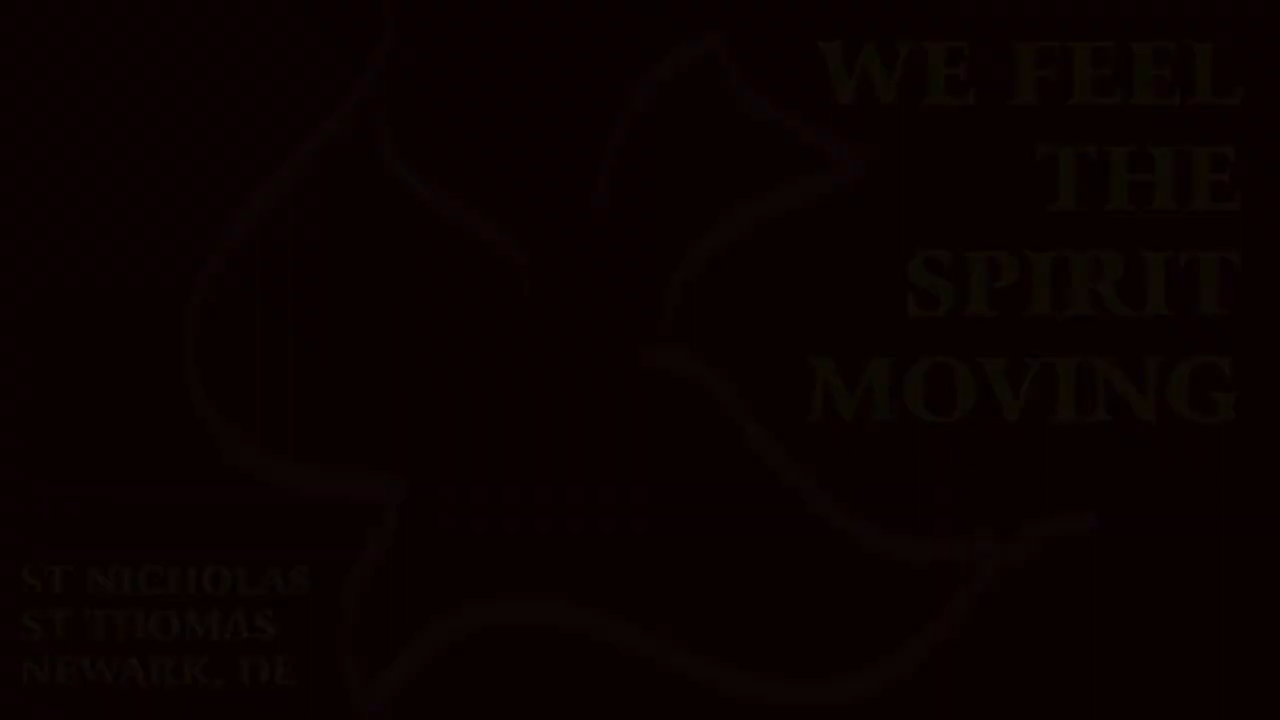 WE FEEL
THE
SPIRIT
MOVING
ST NICHOLAS
ST THOMAS
NEWARK, DE